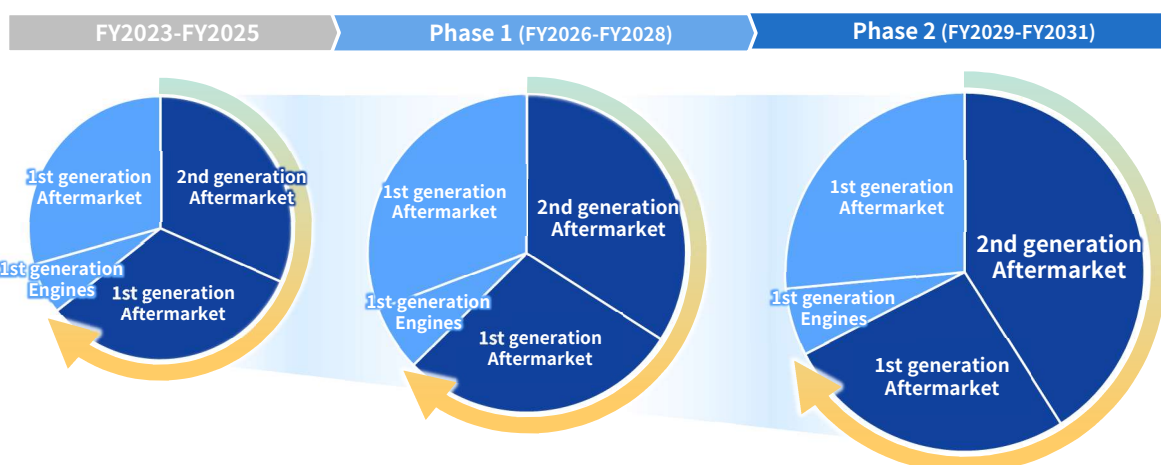 FY2023-FY2025
Phase 1 (FY2026-FY2028)
Phase 2 (FY2029-FY2031)
1st generation
Aftermarket
2nd generation
Aftermarket
1st generation
Engines
1st generation
Aftermarket
1st generation
Aftermarket
2nd generation
Aftermarket
1st generation
Engines
1st generation
Aftermarket
1st generation
Aftermarket
2nd generation
Aftermarket
1st generation
Engines
1st generation
Aftermarket